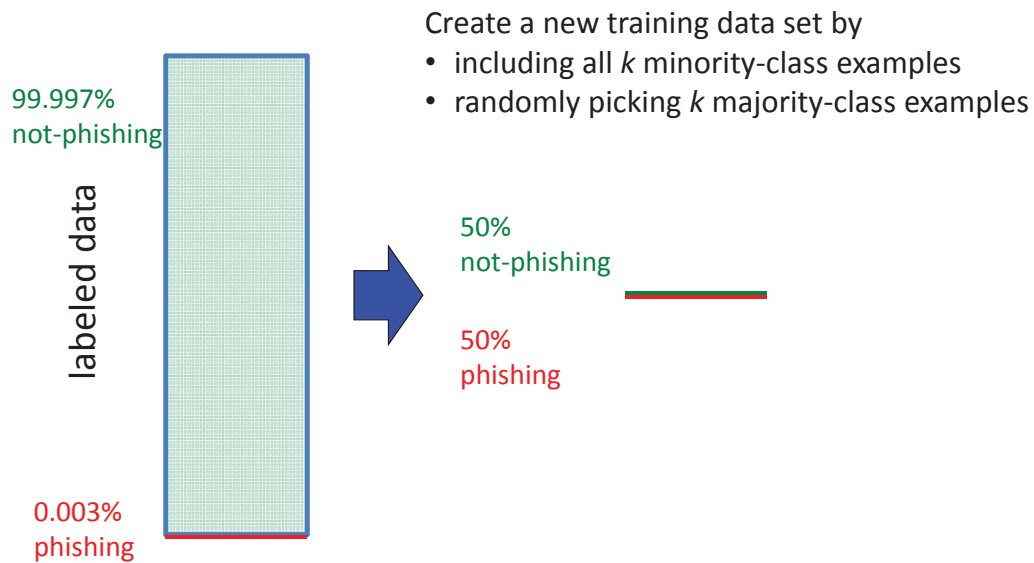 Create a new training data set by
• including all k minority-class examples
• randomly picking k majority-class examples
99.997%
not-phishing
labeled data
50%
not-phishing
50%
phishing
0.003%
phishing